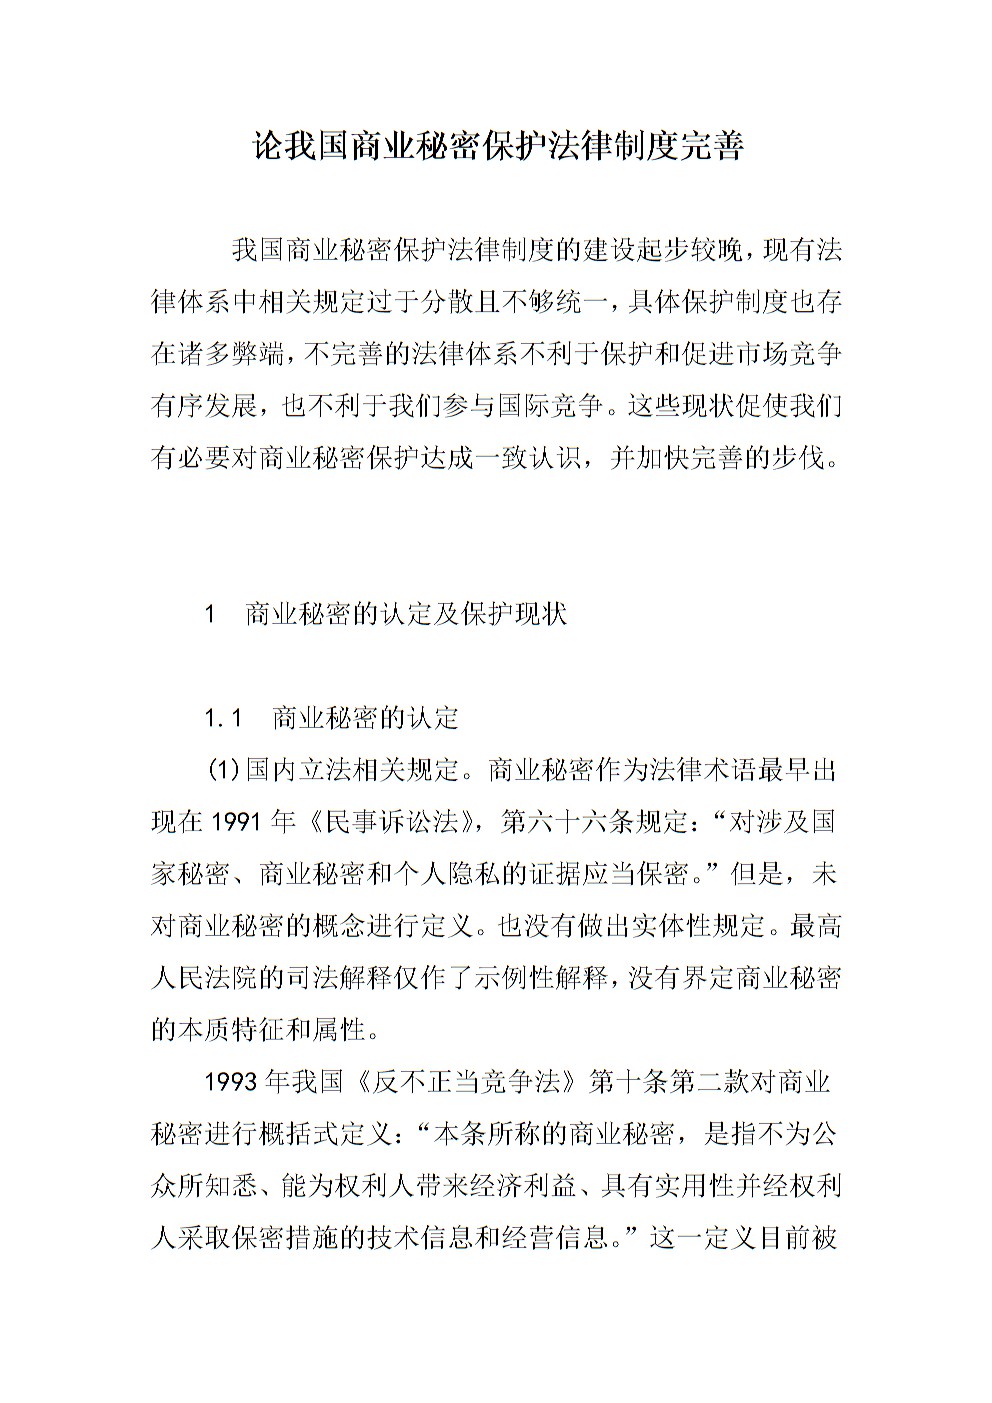 论我国商业秘密保护法律制度完善
我国商业秘密保护法律制度的建设起步较晚,现有法
律体系中相关规定过于分散且不够统一,具体保护制度也存
在诸多弊端,不完善的法律体系不利于保护和促进市场竞争
有序发展，也不利于我们参与国际竞争。这些现状促使我们
有必要对商业秘密保护达成一致认识，并加快完善的步伐。
1　商业秘密的认定及保护现状
1.1　商业秘密的认定
(1)国内立法相关规定。商业秘密作为法律术语最早出
现在 1991 年《民事诉讼法》，第六十六条规定：“对涉及国
家秘密、商业秘密和个人隐私的证据应当保密。”但是，未
对商业秘密的概念进行定义。也没有做出实体性规定。最高
人民法院的司法解释仅作了示例性解释,没有界定商业秘密
的本质特征和属性。
1993 年我国《反不正当竞争法》第十条第二款对商业
秘密进行概括式定义：“本条所称的商业秘密，是指不为公
众所知悉、能为权利人带来经济利益、具有实用性并经权利
人采取保密措施的技术信息和经营信息。”这一定义目前被